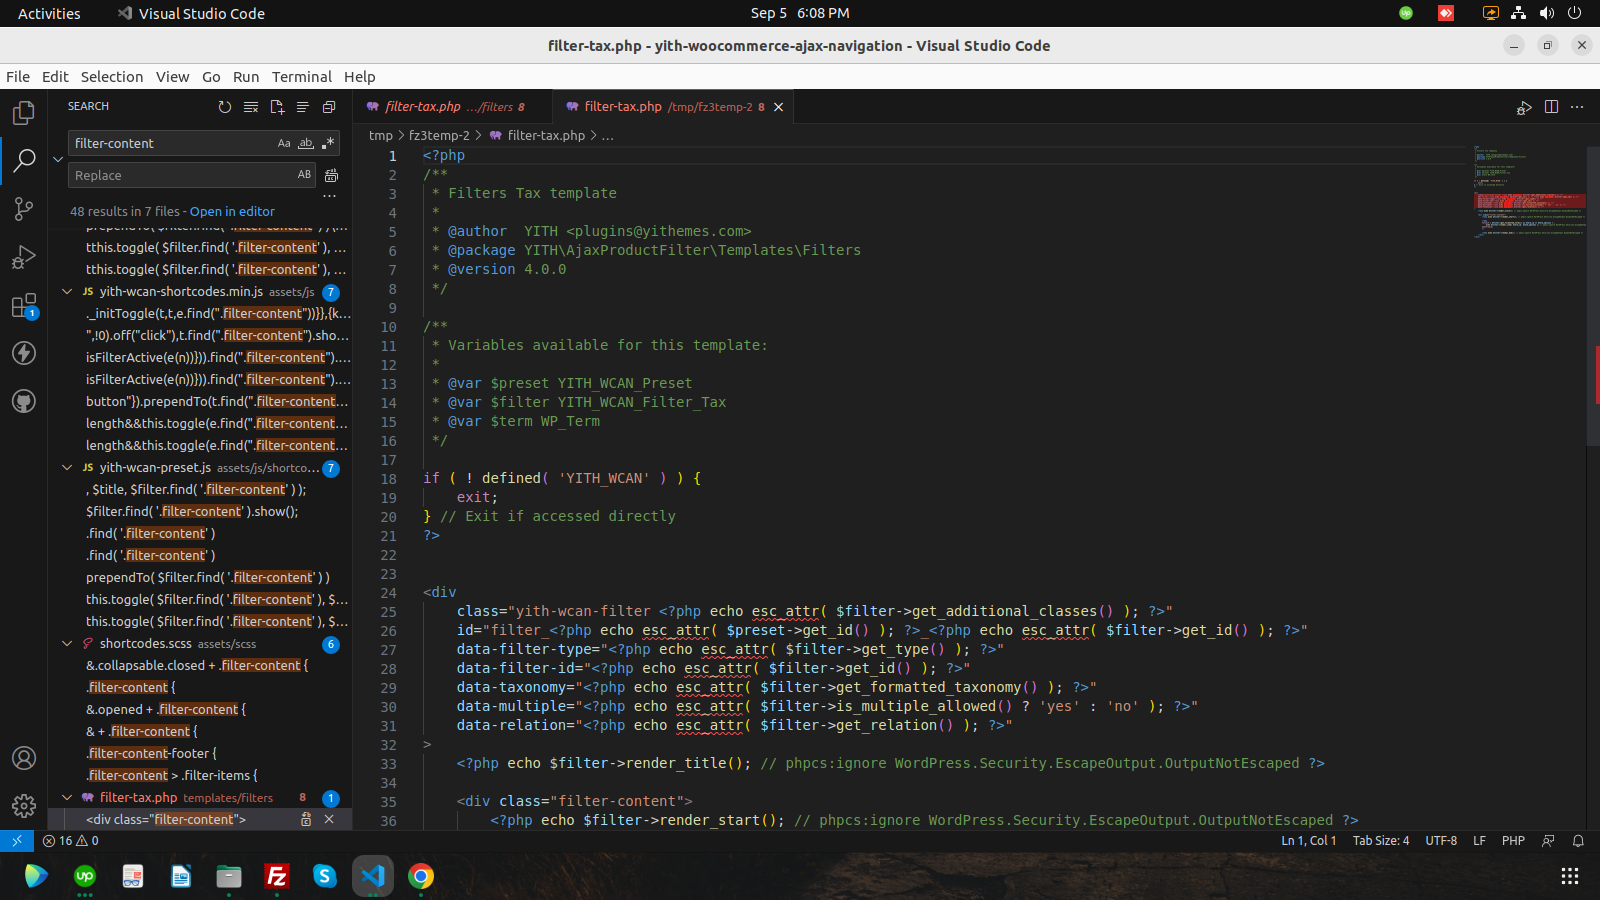 Activities
Visual Studio Code
Sep 5 6:08 PM
filter-tax.php - yith-woocommerce-ajax-navigation - Visual Studio Code
File Edit Selection View Go Run Terminal Help
SEARCH
filter-content
Aa ab .*
Replace
AB
48 results in 7 files - Open in editor
tthis.toggle( $filter.find( '.filter-content' ), ...
tthis.toggle( $filter.find( '.filter-content' ), ...
JS yith-wcan-shortcodes.min.js assets/js 7
._initToggle(t,t,e.find(".filter-content"))}},{k...
",!0).off("click"),t.find(".filter-content").sho...
isFilterActive(e(n))})).find(".filter-content")....
isFilterActive(e(n))})).find(".filter-content")....
button"}).prependTo(t.find(".filter-content...
length&&this.toggle(e.find(".filter-content...
length&&this.toggle(e.find(".filter-content...
JS yith-wcan-preset.js assets/js/shortco... 7
, $title, $filter.find( '.filter-content' ) );
$filter.find( '.filter-content' ).show();
.find( '.filter-content' )
.find( '.filter-content' )
prependTo( $filter.find( '.filter-content' ) )
this.toggle( $filter.find( '.filter-content' ), $...
this.toggle( $filter.find( '.filter-content' ), $...
shortcodes.scss assets/scss 6
&.collapsable.closed + .filter-content {
.filter-content {
&.opened + .filter-content {
& + .filter-content {
.filter-content-footer {
.filter-content > .filter-items {
filter-tax.php templates/filters 8 1
<div class="filter-content">
1
filter-tax.php .../filters 8
filter-tax.php /tmp/fz3temp-2 8
tmp > fz3temp-2 > filter-tax.php > ...
1 <?php
2 /**
3  * Filters Tax template
4  *
5  * @author  YITH <plugins@yithemes.com>
6  * @package YITH\AjaxProductFilter\Templates\Filters
7  * @version 4.0.0
8  */
9
10 /**
11  * Variables available for this template:
12  *
13  * @var $preset YITH_WCAN_Preset
14  * @var $filter YITH_WCAN_Filter_Tax
15  * @var $term WP_Term
16  */
17
18 if ( ! defined( 'YITH_WCAN' ) ) {
19     exit;
20 } // Exit if accessed directly
21 ?>
22
23
24 <div
25     class="yith-wcan-filter <?php echo esc_attr( $filter->get_additional_classes() ); ?>"
26     id="filter_<?php echo esc_attr( $preset->get_id() ); ?>_<?php echo esc_attr( $filter->get_id() ); ?>"
27     data-filter-type="<?php echo esc_attr( $filter->get_type() ); ?>"
28     data-filter-id="<?php echo esc_attr( $filter->get_id() ); ?>"
29     data-taxonomy="<?php echo esc_attr( $filter->get_formatted_taxonomy() ); ?>"
30     data-multiple="<?php echo esc_attr( $filter->is_multiple_allowed() ? 'yes' : 'no' ); ?>"
31     data-relation="<?php echo esc_attr( $filter->get_relation() ); ?>"
32 >
33     <?php echo $filter->render_title(); // phpcs:ignore WordPress.Security.EscapeOutput.OutputNotEscaped ?>
34
35     <div class="filter-content">
36         <?php echo $filter->render_start(); // phpcs:ignore WordPress.Security.EscapeOutput.OutputNotEscaped ?>
16 0
Ln 1, Col 1 Tab Size: 4 UTF-8 LF PHP